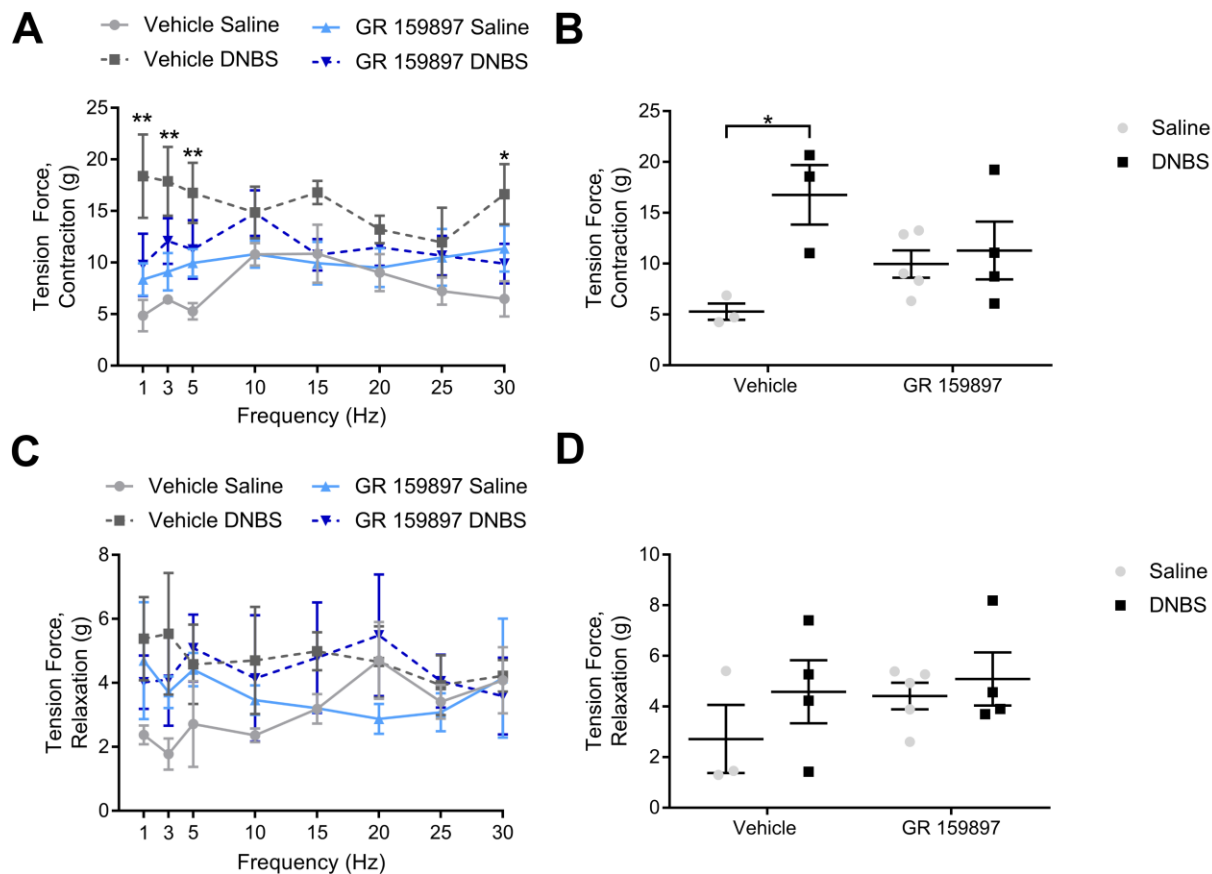 A
Vehicle Saline
GR 159897 Saline
Vehicle DNBS
GR 159897 DNBS
Tension Force,
Contraciton (g)
25
20
15
10
5
0
** ** ** *
1 3 5 10 15 20 25 30
Frequency (Hz)
B
Tension Force,
Contraction (g)
25
20
15
10
5
0
*
Vehicle GR 159897
Saline
DNBS
C
Vehicle Saline
GR 159897 Saline
Vehicle DNBS
GR 159897 DNBS
Tension Force,
Relaxation (g)
8
6
4
2
0
1 3 5 10 15 20 25 30
Frequency (Hz)
D
Tension Force,
Relaxation (g)
10
8
6
4
2
0
Vehicle GR 159897
Saline
DNBS